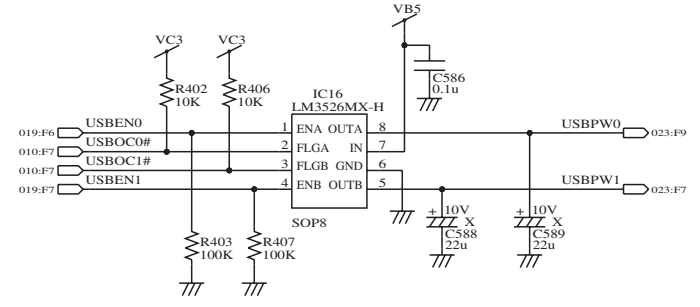 VB5
VC3 VC3
C586
0.1u
R402
10K
R406
10K
IC16
LM3526MX-H
019:F6 USBEN0 1 ENA OUTA 8 USBPW0 023:F9
010:F7 USBOC0# 2 FLGA IN 7
010:F7 USBOC1# 3 FLGB GND 6
019:F7 USBEN1 4 ENB OUTB 5 USBPW1 023:F7
SOP8
R403
100K
R407
100K
+ 10V
X
C588
22u
+ 10V
X
C589
22u